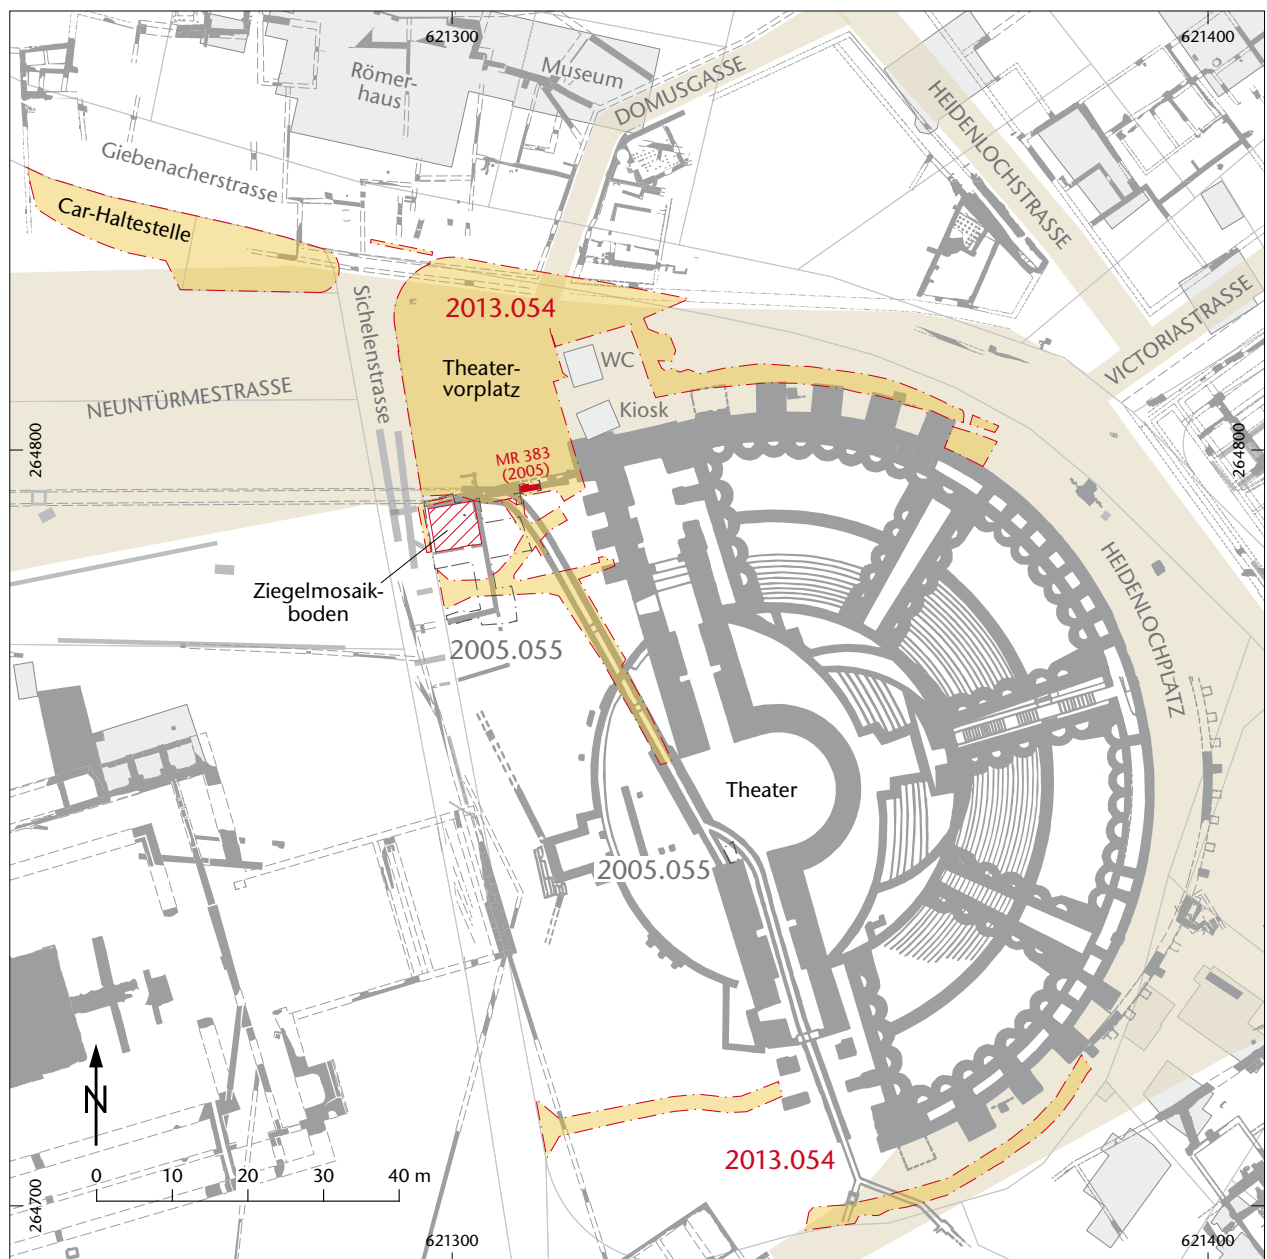 621300
621400
Römer-
haus
Museum
DOMUSGASSE
HEIDENLOCHSTRASSE
Giebenacherstrasse
Car-Haltestelle
Sichelenstrasse
2013.054
VICTORIASTRASSE
Theater-
vorplatz
WC
NEUNTÜRMESTRASSE
Kiosk
264800
264800
MR 383
(2005)
HEIDENLOCHPLATZ
Ziegelmosaik-
boden
2005.055
Theater
2005.055
N
0 10 20 30 40 m
2013.054
264700
621300
621400